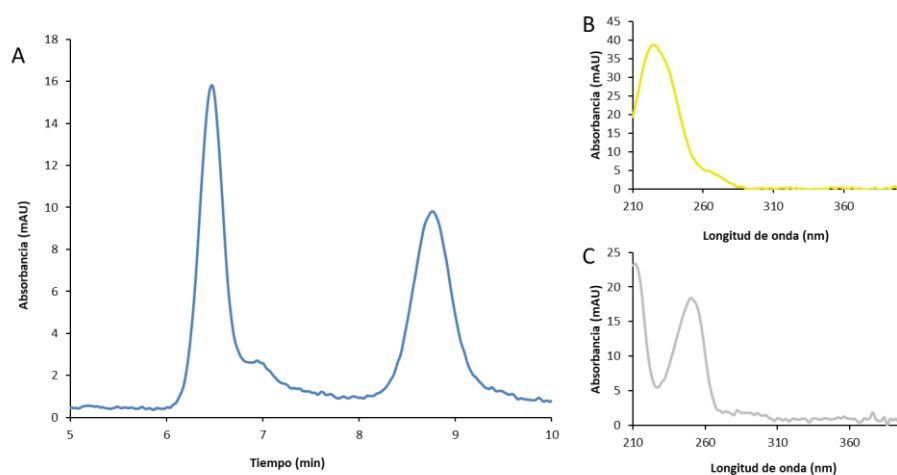 A
Absorbancia (mAU)
18
16
14
12
10
8
6
4
2
0
5 6 7 8 9 10
Tiempo (min)
B
Absorbancia (mAU)
45
40
35
30
25
20
15
10
5
0
210 260 310 360
Longitud de onda (nm)
C
Absorbancia (mAU)
25
20
15
10
5
0
210 260 310 360
Longitud de onda (nm)